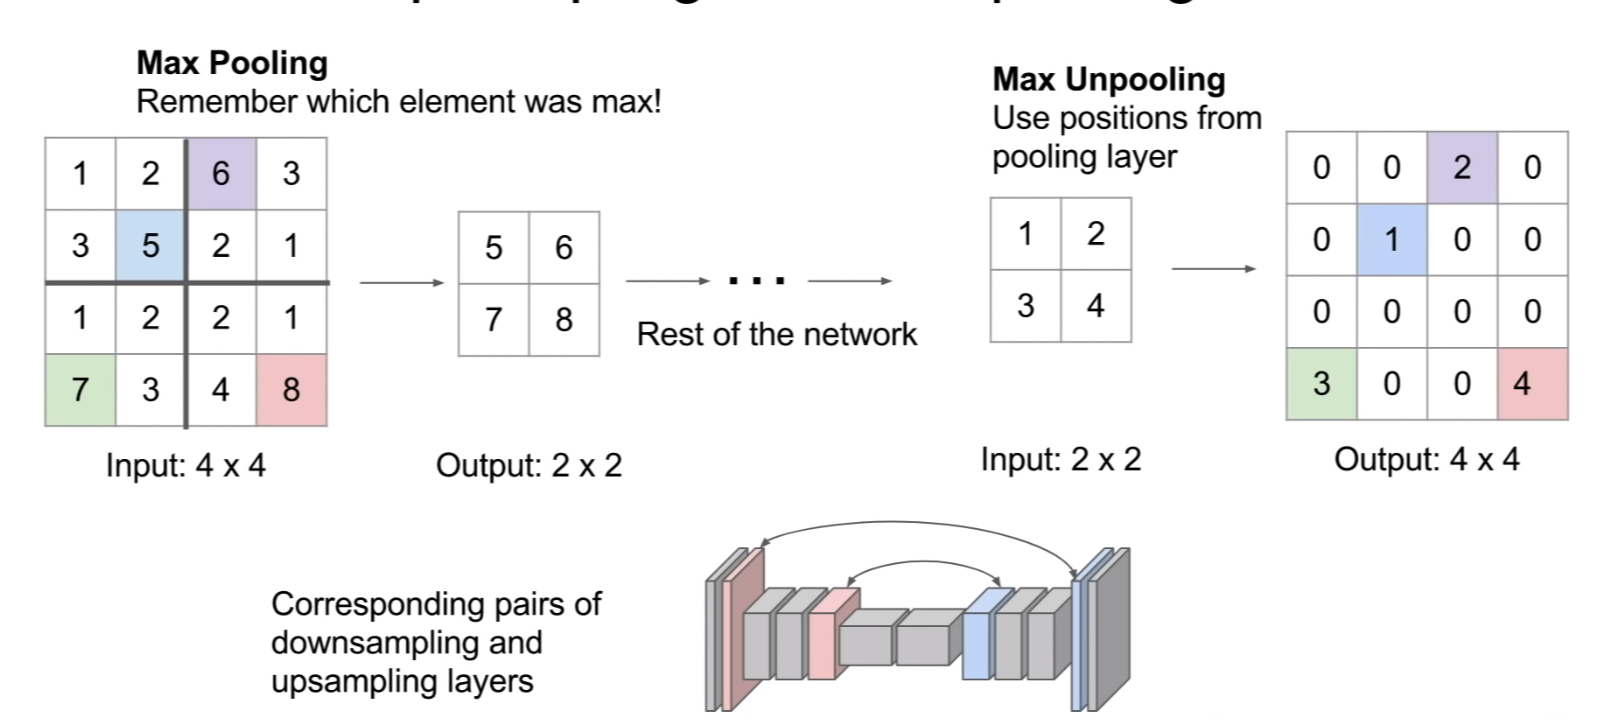 Max Pooling
Remember which element was max!
1 2 6 3
3 5 2 1
1 2 2 1
7 3 4 8
Input: 4 x 4
5 6
7 8
Output: 2 x 2
...
Rest of the network
Max Unpooling
Use positions from
pooling layer
1 2
3 4
Input: 2 x 2
0 0 2 0
0 1 0 0
0 0 0 0
3 0 0 4
Output: 4 x 4
Corresponding pairs of
downsampling and
upsampling layers